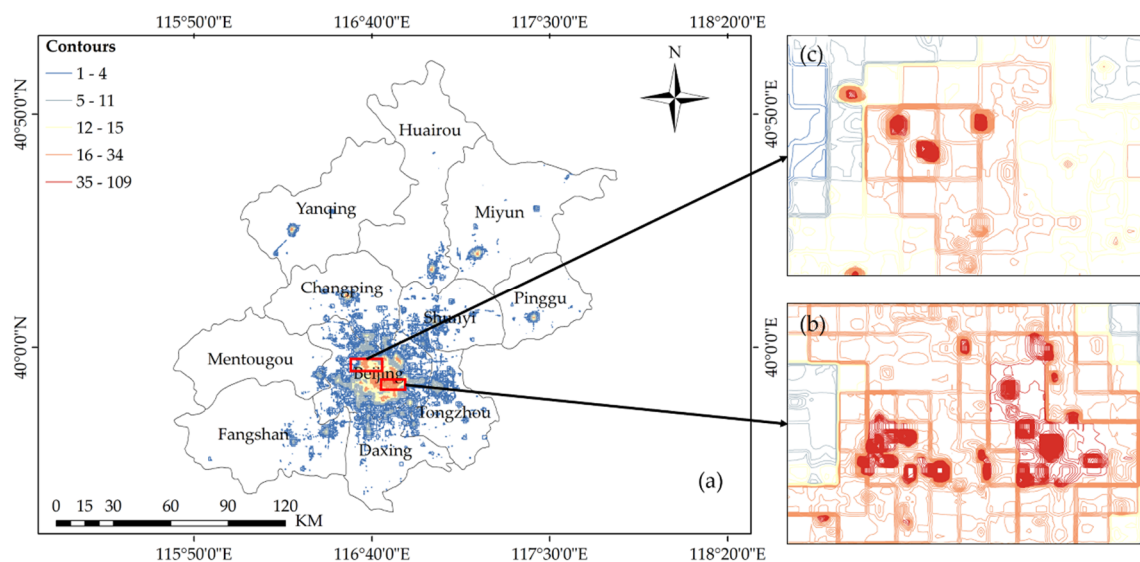 115°50'0"E 116°40'0"E 117°30'0"E 118°20'0"E
Contours
1 - 4
5 - 11
12 - 15
16 - 34
35 - 109
N
(c)
40°50'0"N
40°50'0"E
Huairou
Yanqing
Miyun
Changping
Pinggu
Shunyi
(b)
40°0'0"N
40°0'0"E
Mentougou
Beijing
Tongzhou
Fangshan
Daxing
(a)
0 15 30 60 90 120
KM
115°50'0"E 116°40'0"E 117°30'0"E 118°20'0"E